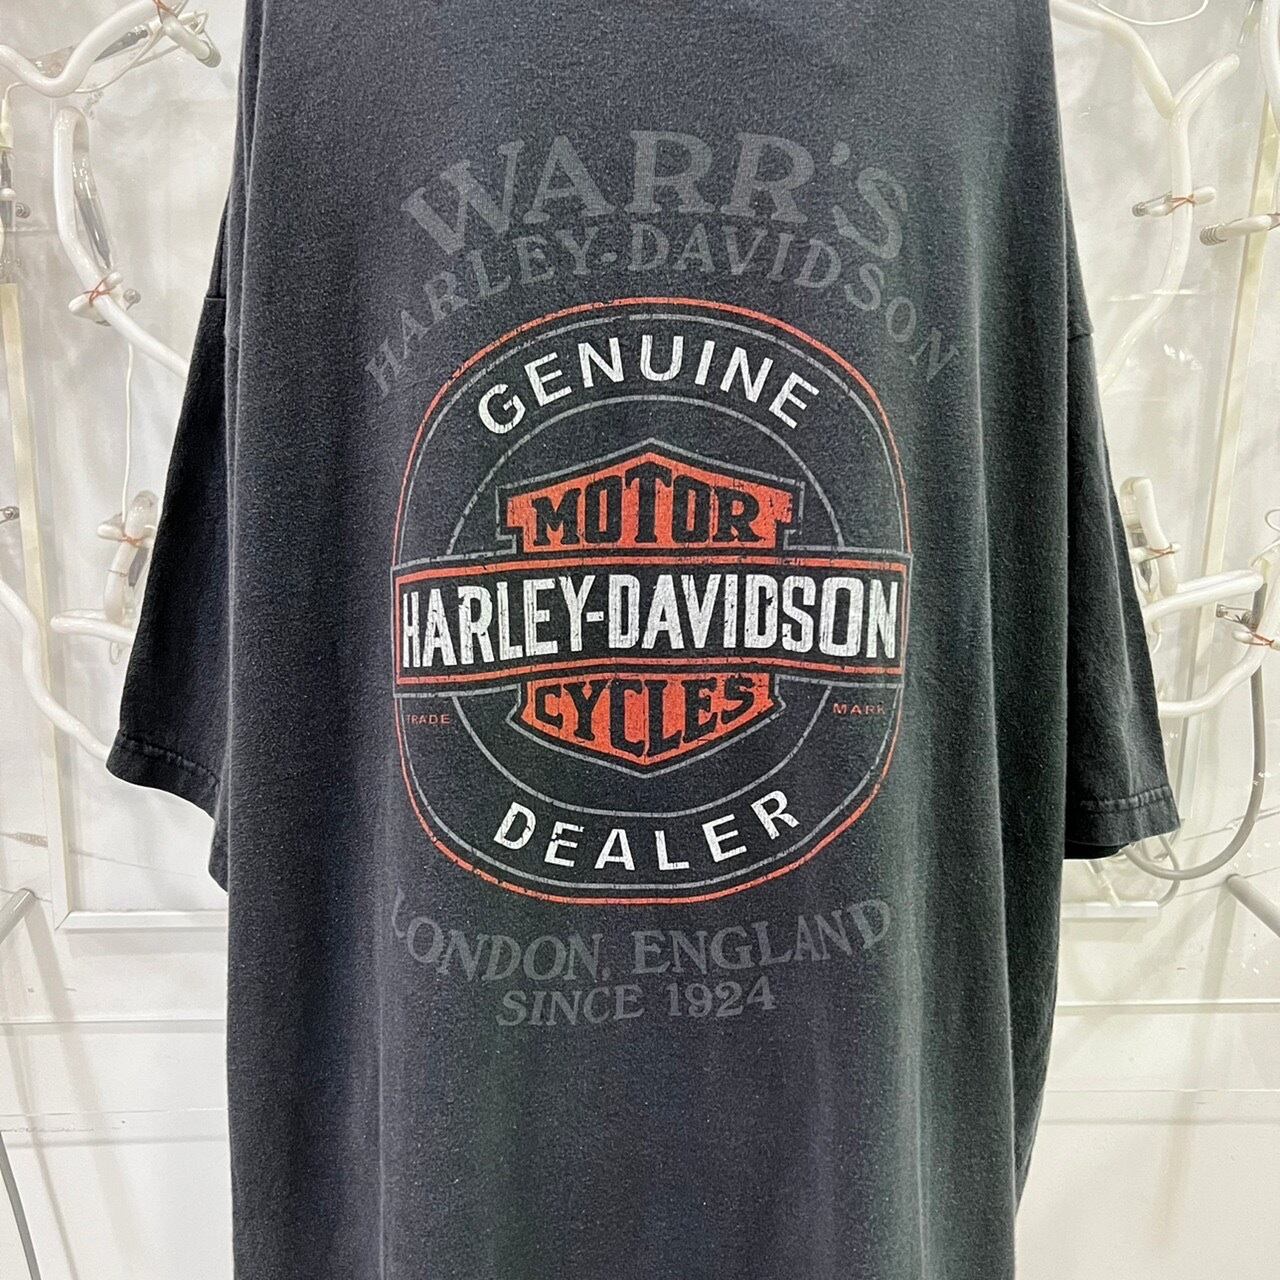 WARR'S
HARLEY-DAVIDSON
GENUINE
MOTOR
HARLEY-DAVIDSON
CYCLES
TRADE MARK
DEALER
LONDON, ENGLAND
SINCE 1924